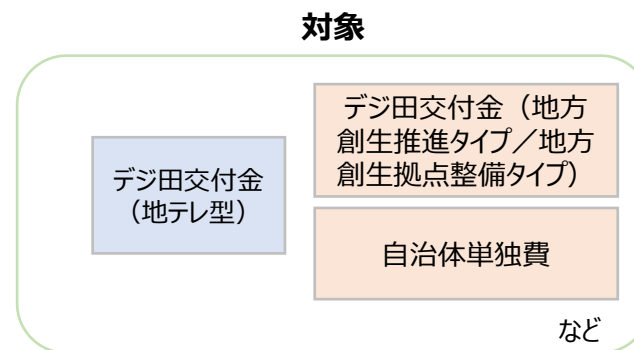 対象
デジ田交付金
（地テレ型）
デジ田交付金（地方
創生推進タイプ／地方
創生拠点整備タイプ）
自治体単独費
など